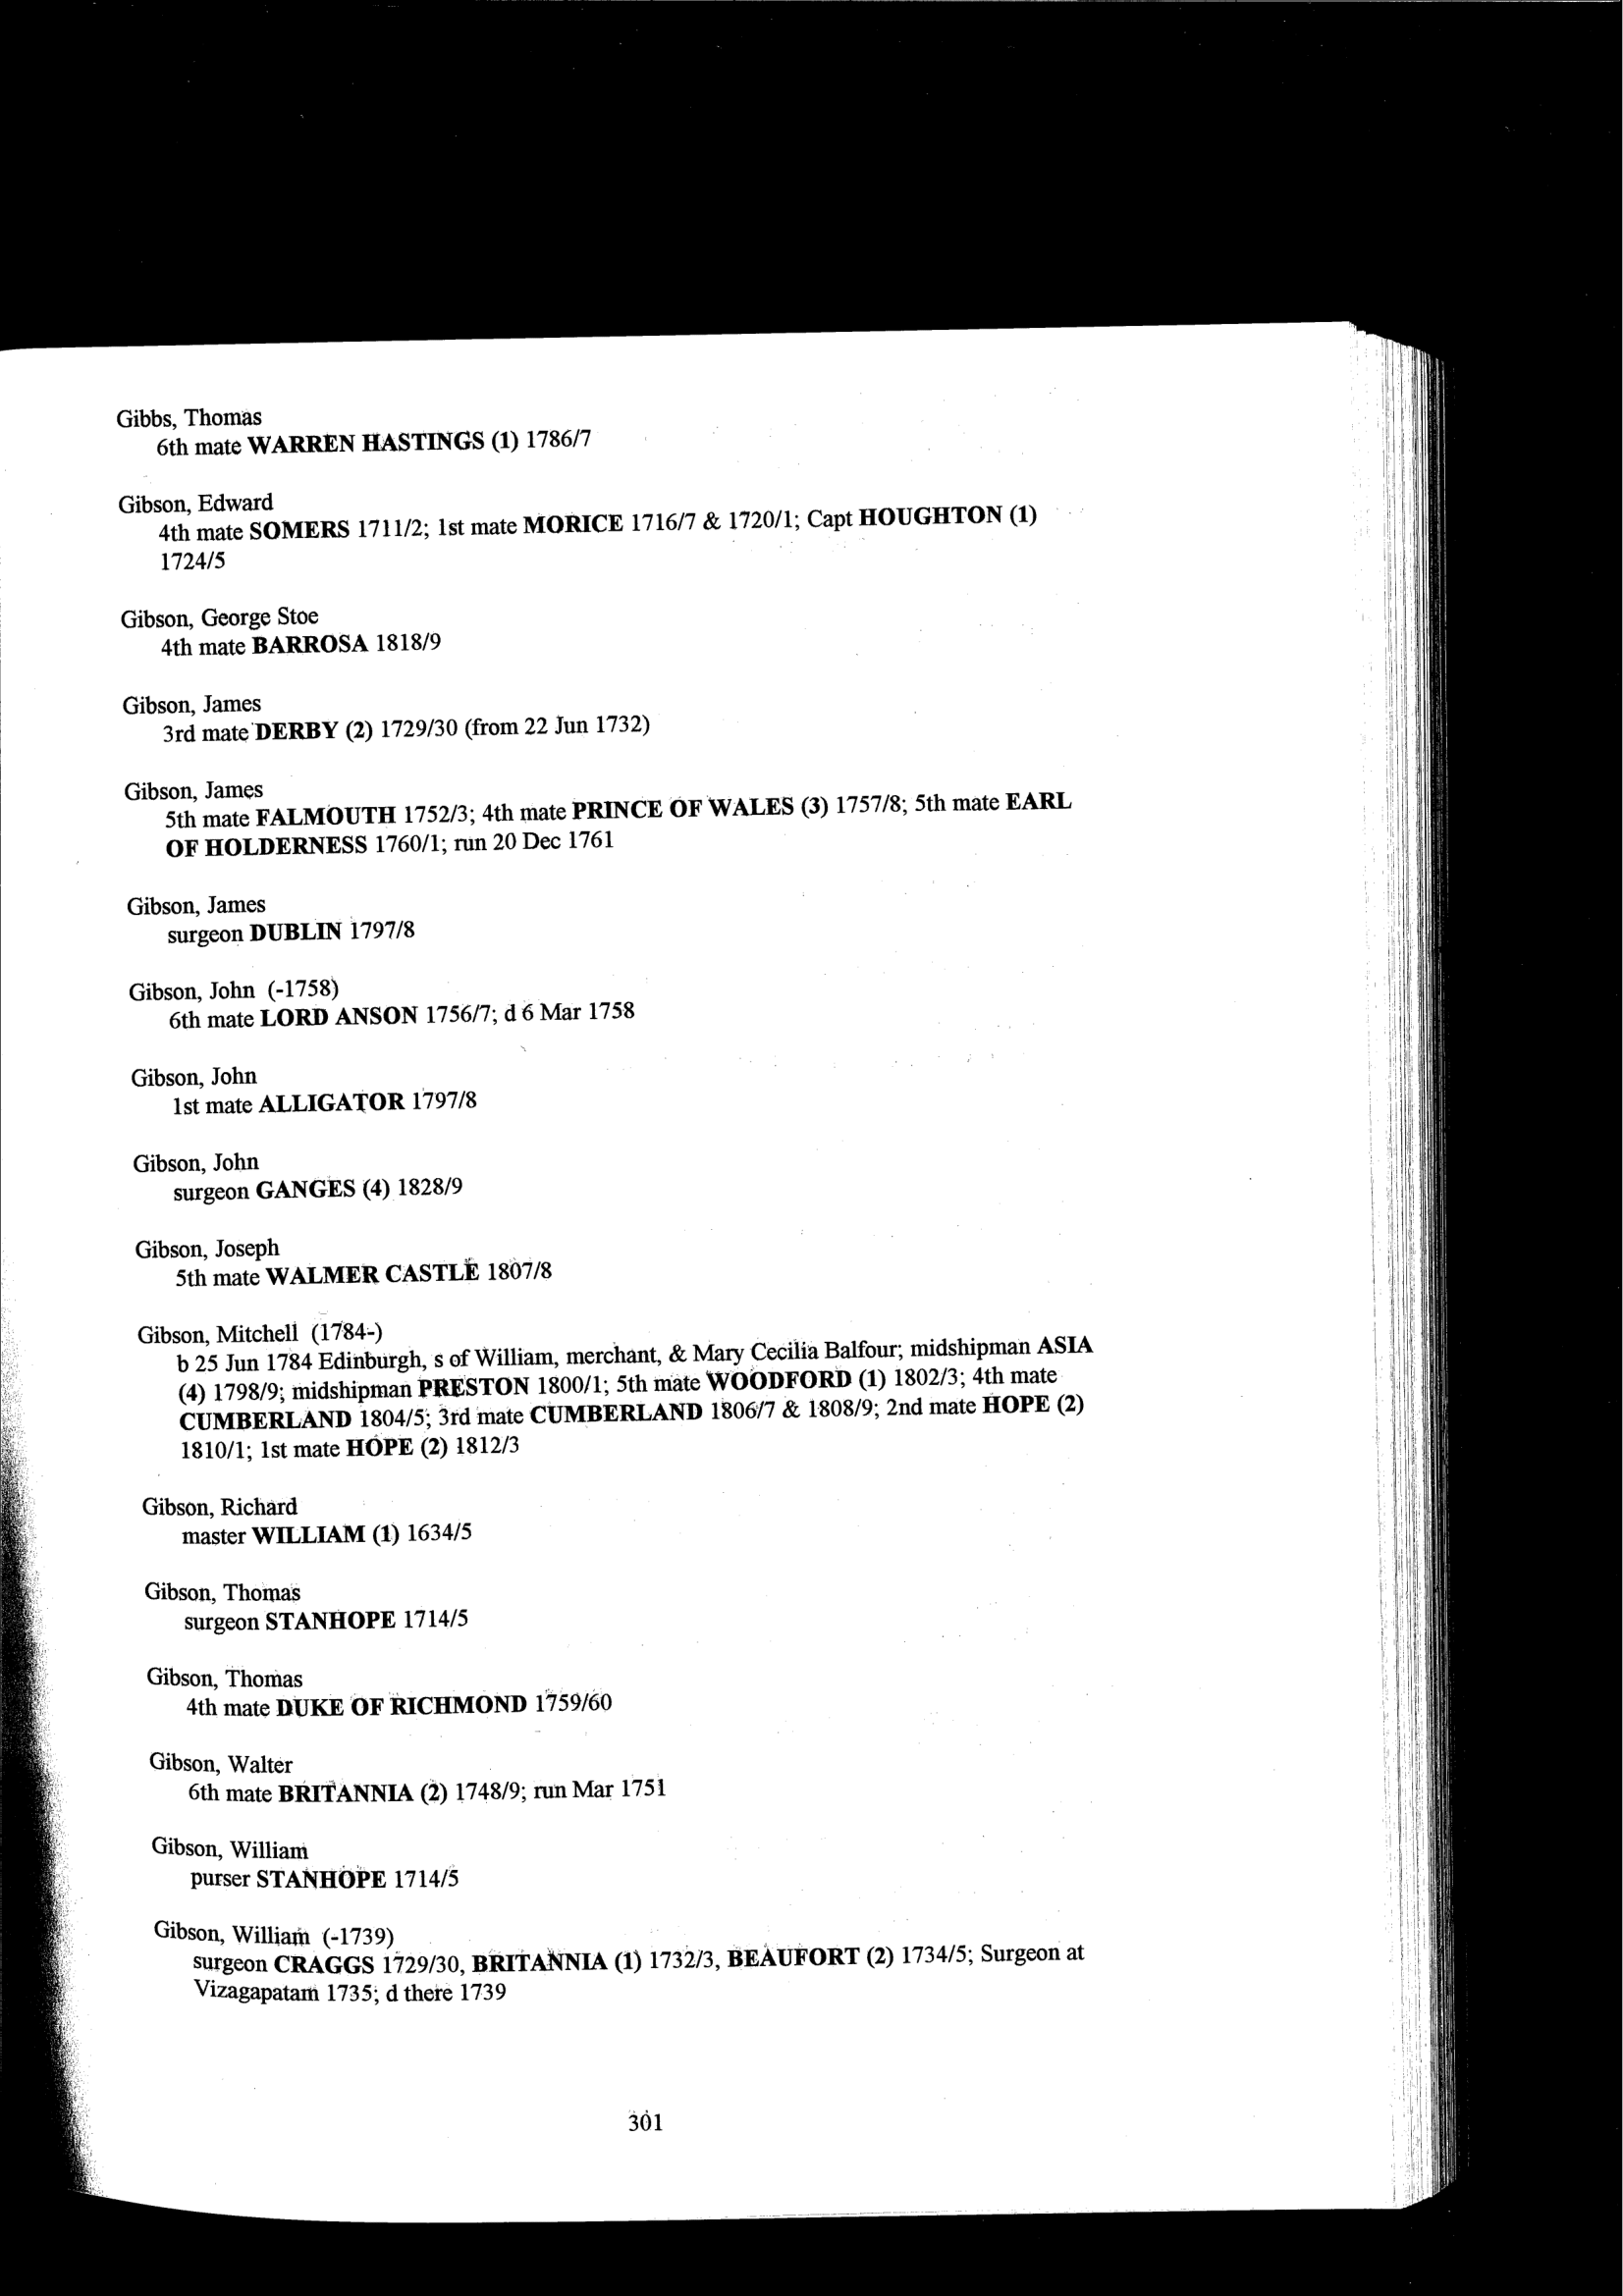 Gibbs, Thomas
6th mate WARREN HASTINGS (1) 1786/7
Gibson, Edward
4th mate SOMERS 1711/2; 1st mate MORICE 1716/7 & 1720/1; Capt HOUGHTON (1)
1724/5
Gibson, George Stoe
4th mate BARROSA 1818/9
Gibson, James
3rd mate DERBY (2) 1729/30 (from 22 Jun 1732)
Gibson, James
5th mate FALMOUTH 1752/3; 4th mate PRINCE OF WALES (3) 1757/8; 5th mate EARL
OF HOLDERNESS 1760/1; run 20 Dec 1761
Gibson, James
surgeon DUBLIN 1797/8
Gibson, John (-1758)
6th mate LORD ANSON 1756/7; d 6 Mar 1758
Gibson, John
1st mate ALLIGATOR 1797/8
Gibson, John
surgeon GANGES (4) 1828/9
Gibson, Joseph
5th mate WALMER CASTLE 1807/8
Gibson, Mitchell (1784-)
b 25 Jun 1784 Edinburgh, s of William, merchant, & Mary Cecilia Balfour; midshipman ASIA
(4) 1798/9; midshipman PRESTON 1800/1; 5th mate WOODFORD (1) 1802/3; 4th mate
CUMBERLAND 1804/5; 3rd mate CUMBERLAND 1806/7 & 1808/9; 2nd mate HOPE (2)
1810/1; 1st mate HOPE (2) 1812/3
Gibson, Richard
master WILLIAM (1) 1634/5
Gibson, Thomas
surgeon STANHOPE 1714/5
Gibson, Thomas
4th mate DUKE OF RICHMOND 1759/60
Gibson, Walter
6th mate BRITANNIA (2) 1748/9; run Mar 1751
Gibson, William
purser STANHOPE 1714/5
Gibson, William (-1739)
surgeon CRAGGS 1729/30, BRITANNIA (1) 1732/3, BEAUFORT (2) 1734/5; Surgeon at
Vizagapatam 1735; d there 1739
301